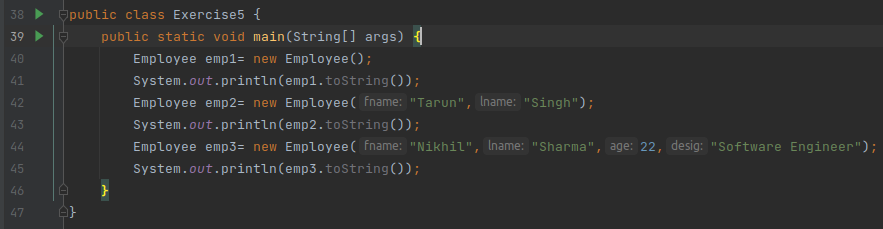 38 public class Exercise5 {
39 public static void main(String[] args) {
40 Employee emp1= new Employee();
41 System.out.println(emp1.toString());
42 Employee emp2= new Employee( fname: "Tarun", lname: "Singh");
43 System.out.println(emp2.toString());
44 Employee emp3= new Employee( fname: "Nikhil", lname: "Sharma", age: 22, desig: "Software Engineer");
45 System.out.println(emp3.toString());
46 }
47 }